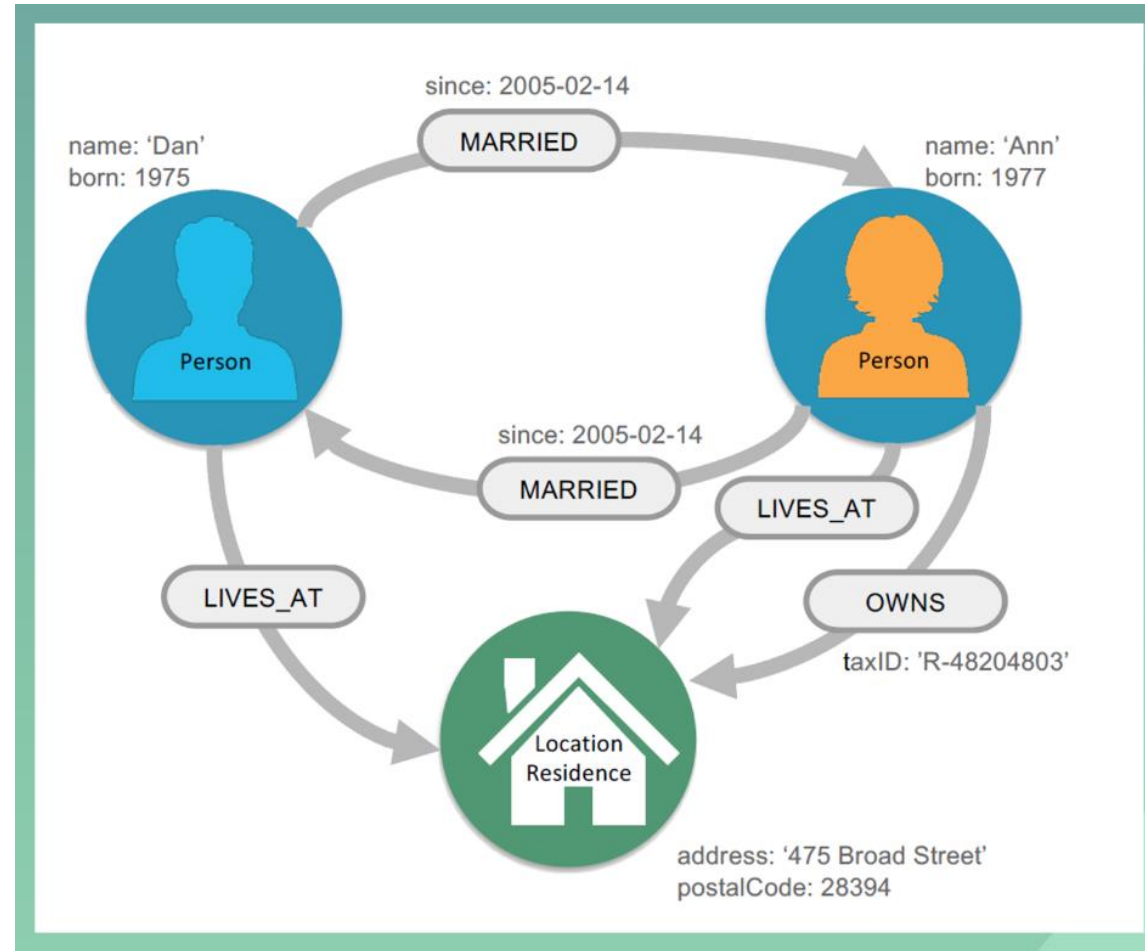 since: 2005-02-14
MARRIED
name: ‘Dan’
born: 1975
name: ‘Ann’
born: 1977
Person
Person
since: 2005-02-14
MARRIED
LIVES_AT
LIVES_AT
OWNS
taxID: ’R-48204803’
Location
Residence
address: ‘475 Broad Street’
postalCode: 28394